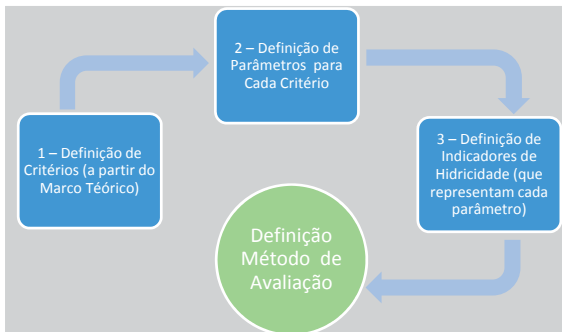 1 – Definição de
Critérios (a partir do
Marco Téórico)
2 – Definição de
Parâmetros para
Cada Critério
3 – Definição de
Indicadores de
Hidricidade (que
representam cada
parâmetro)
Definição
Método de
Avaliação